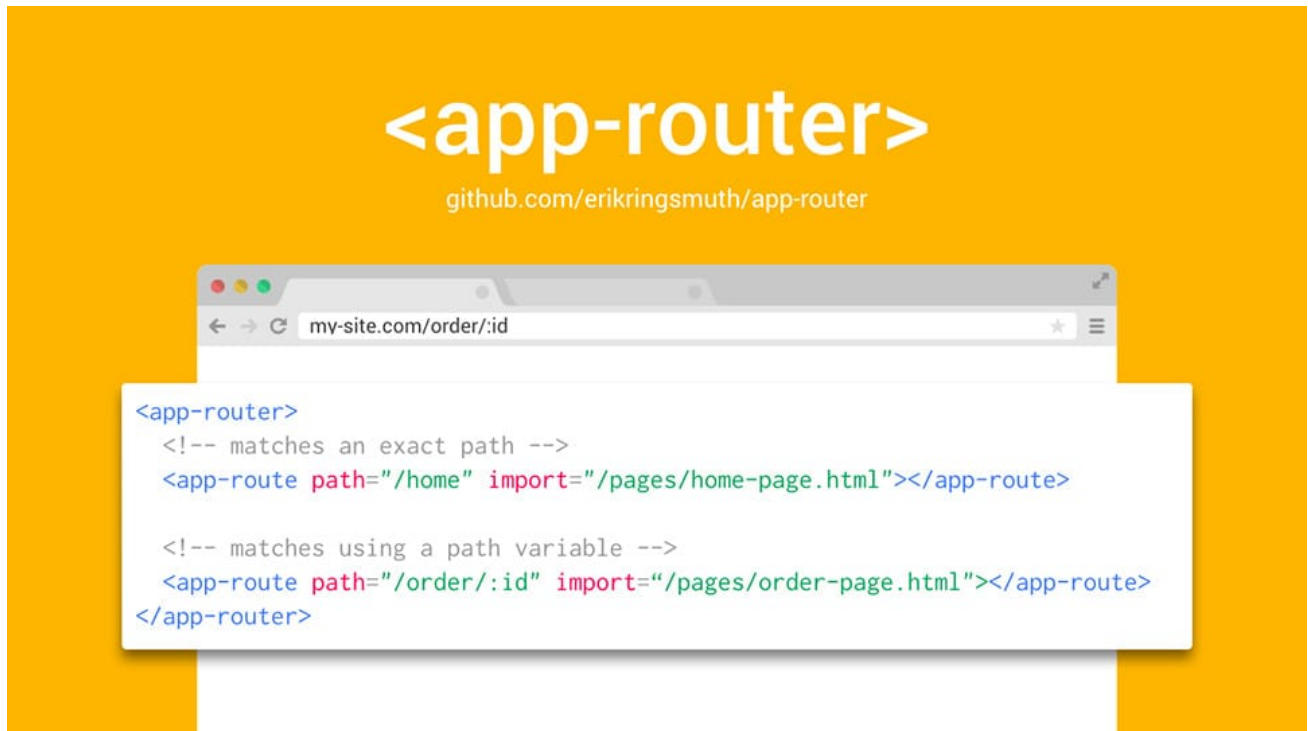 <app-router>
github.com/erikringsmuth/app-router
my-site.com/order/:id
<app-router>
<!-- matches an exact path -->
<app-route path="/home" import="/pages/home-page.html"></app-route>
<!-- matches using a path variable -->
<app-route path="/order/:id" import=“/pages/order-page.html"></app-route>
</app-router>